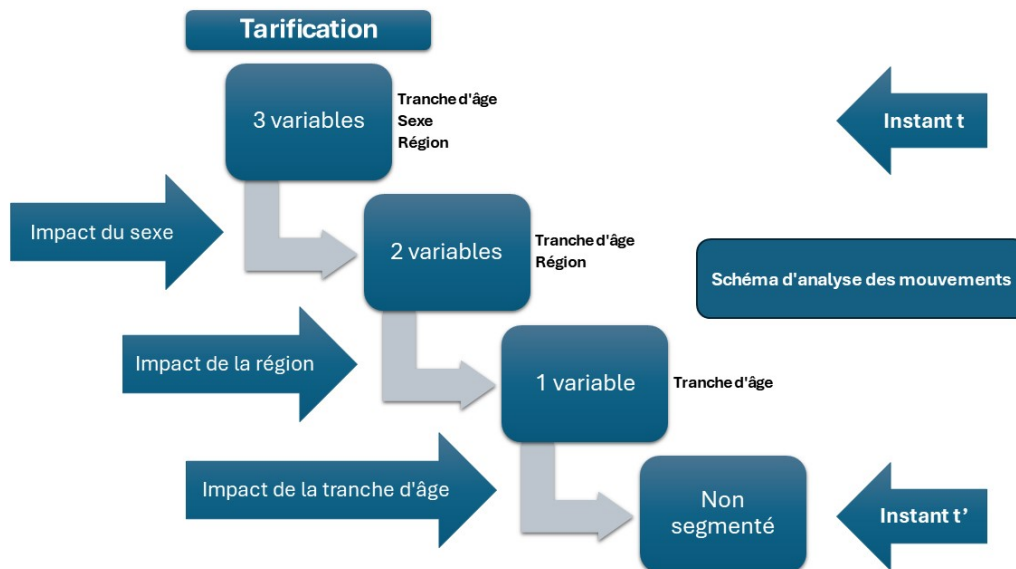 Tarification
3 variables
Tranche d'âge
Sexe
Région
Instant t
Impact du sexe
2 variables
Tranche d'âge
Région
Schéma d'analyse des mouvements
Impact de la région
1 variable
Tranche d'âge
Impact de la tranche d'âge
Non
segmenté
Instant t’